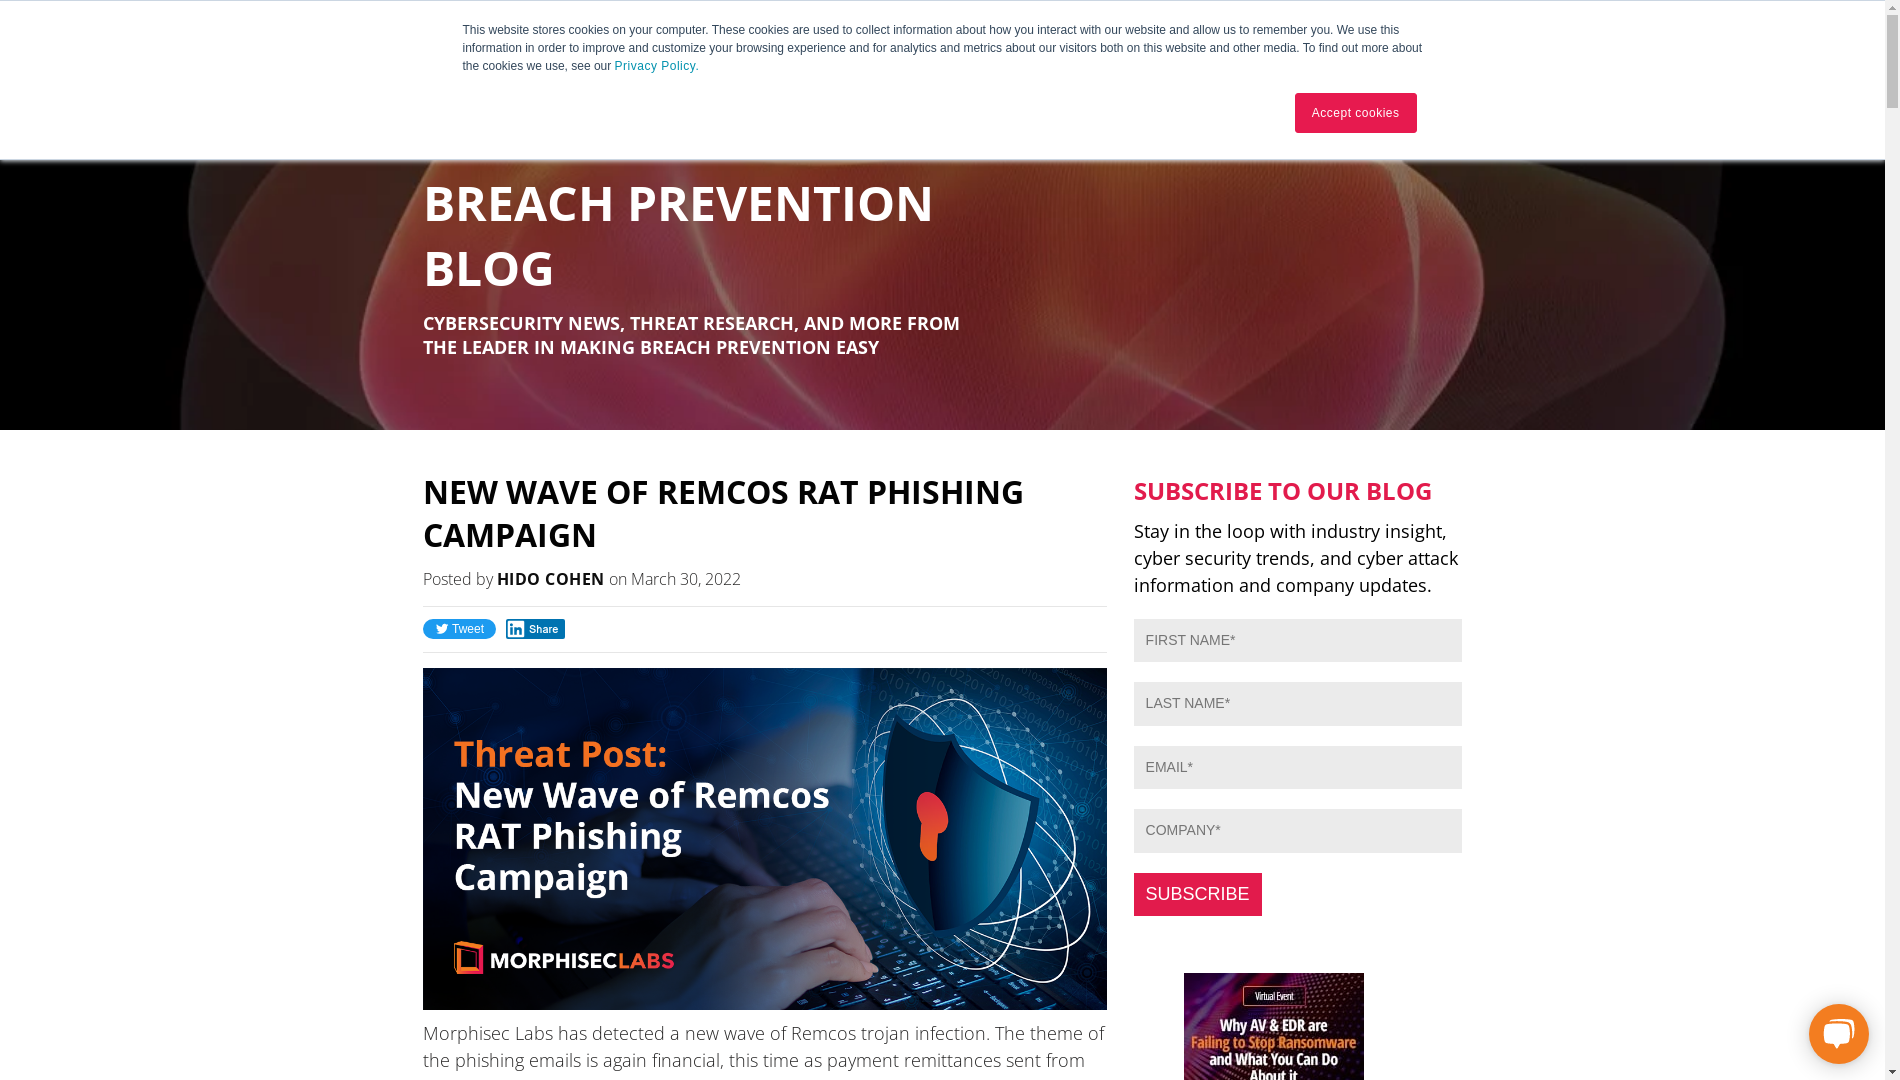 This website stores cookies on your computer. These cookies are used to collect information about how you interact with our website and allow us to remember you. We use this
information in order to improve and customize your browsing experience and for analytics and metrics about our visitors both on this website and other media. To find out more about
the cookies we use, see our Privacy Policy.
Accept cookies
BREACH PREVENTION
BLOG
CYBERSECURITY NEWS, THREAT RESEARCH, AND MORE FROM
THE LEADER IN MAKING BREACH PREVENTION EASY
NEW WAVE OF REMCOS RAT PHISHING
CAMPAIGN
Posted by HIDO COHEN on March 30, 2022
Tweet
Share
Threat Post:
New Wave of Remcos
RAT Phishing
Campaign
MORPHISECLABS
Morphisec Labs has detected a new wave of Remcos trojan infection. The theme of
the phishing emails is again financial, this time as payment remittances sent from
SUBSCRIBE TO OUR BLOG
Stay in the loop with industry insight,
cyber security trends, and cyber attack
information and company updates.
FIRST NAME*
LAST NAME*
EMAIL*
COMPANY*
SUBSCRIBE
Virtual Event
Why AV & EDR are
Failing to Stop Ransomware
and What You Can Do
About it